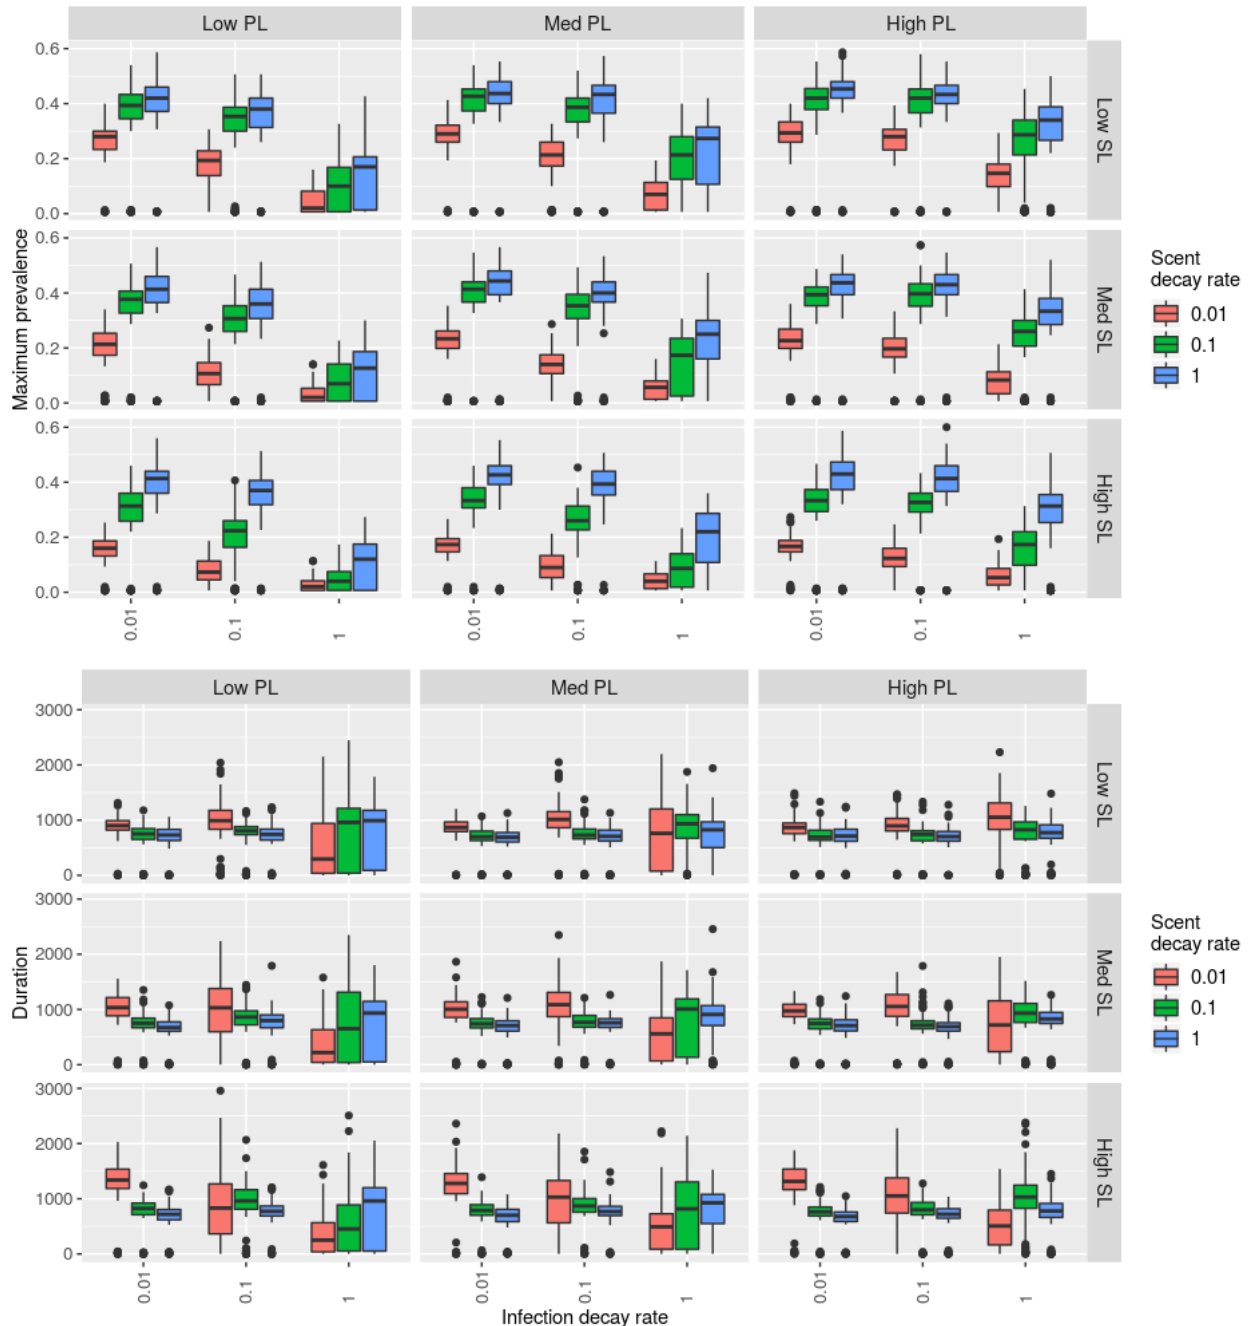 Low PL
Med PL
High PL
0.6
0.4
0.2
0.0
Low SL
0.6
0.4
0.2
0.0
Med SL
0.6
0.4
0.2
0.0
High SL
Maximum prevalence
0.01
0.1
1
0.01
0.1
1
0.01
0.1
1
Scent
decay rate
0.01
0.1
1
Low PL
Med PL
High PL
3000
2000
1000
0
Low SL
3000
2000
1000
0
Med SL
3000
2000
1000
0
High SL
Duration
0.01
0.1
1
0.01
0.1
1
0.01
0.1
1
Infection decay rate
Scent
decay rate
0.01
0.1
1